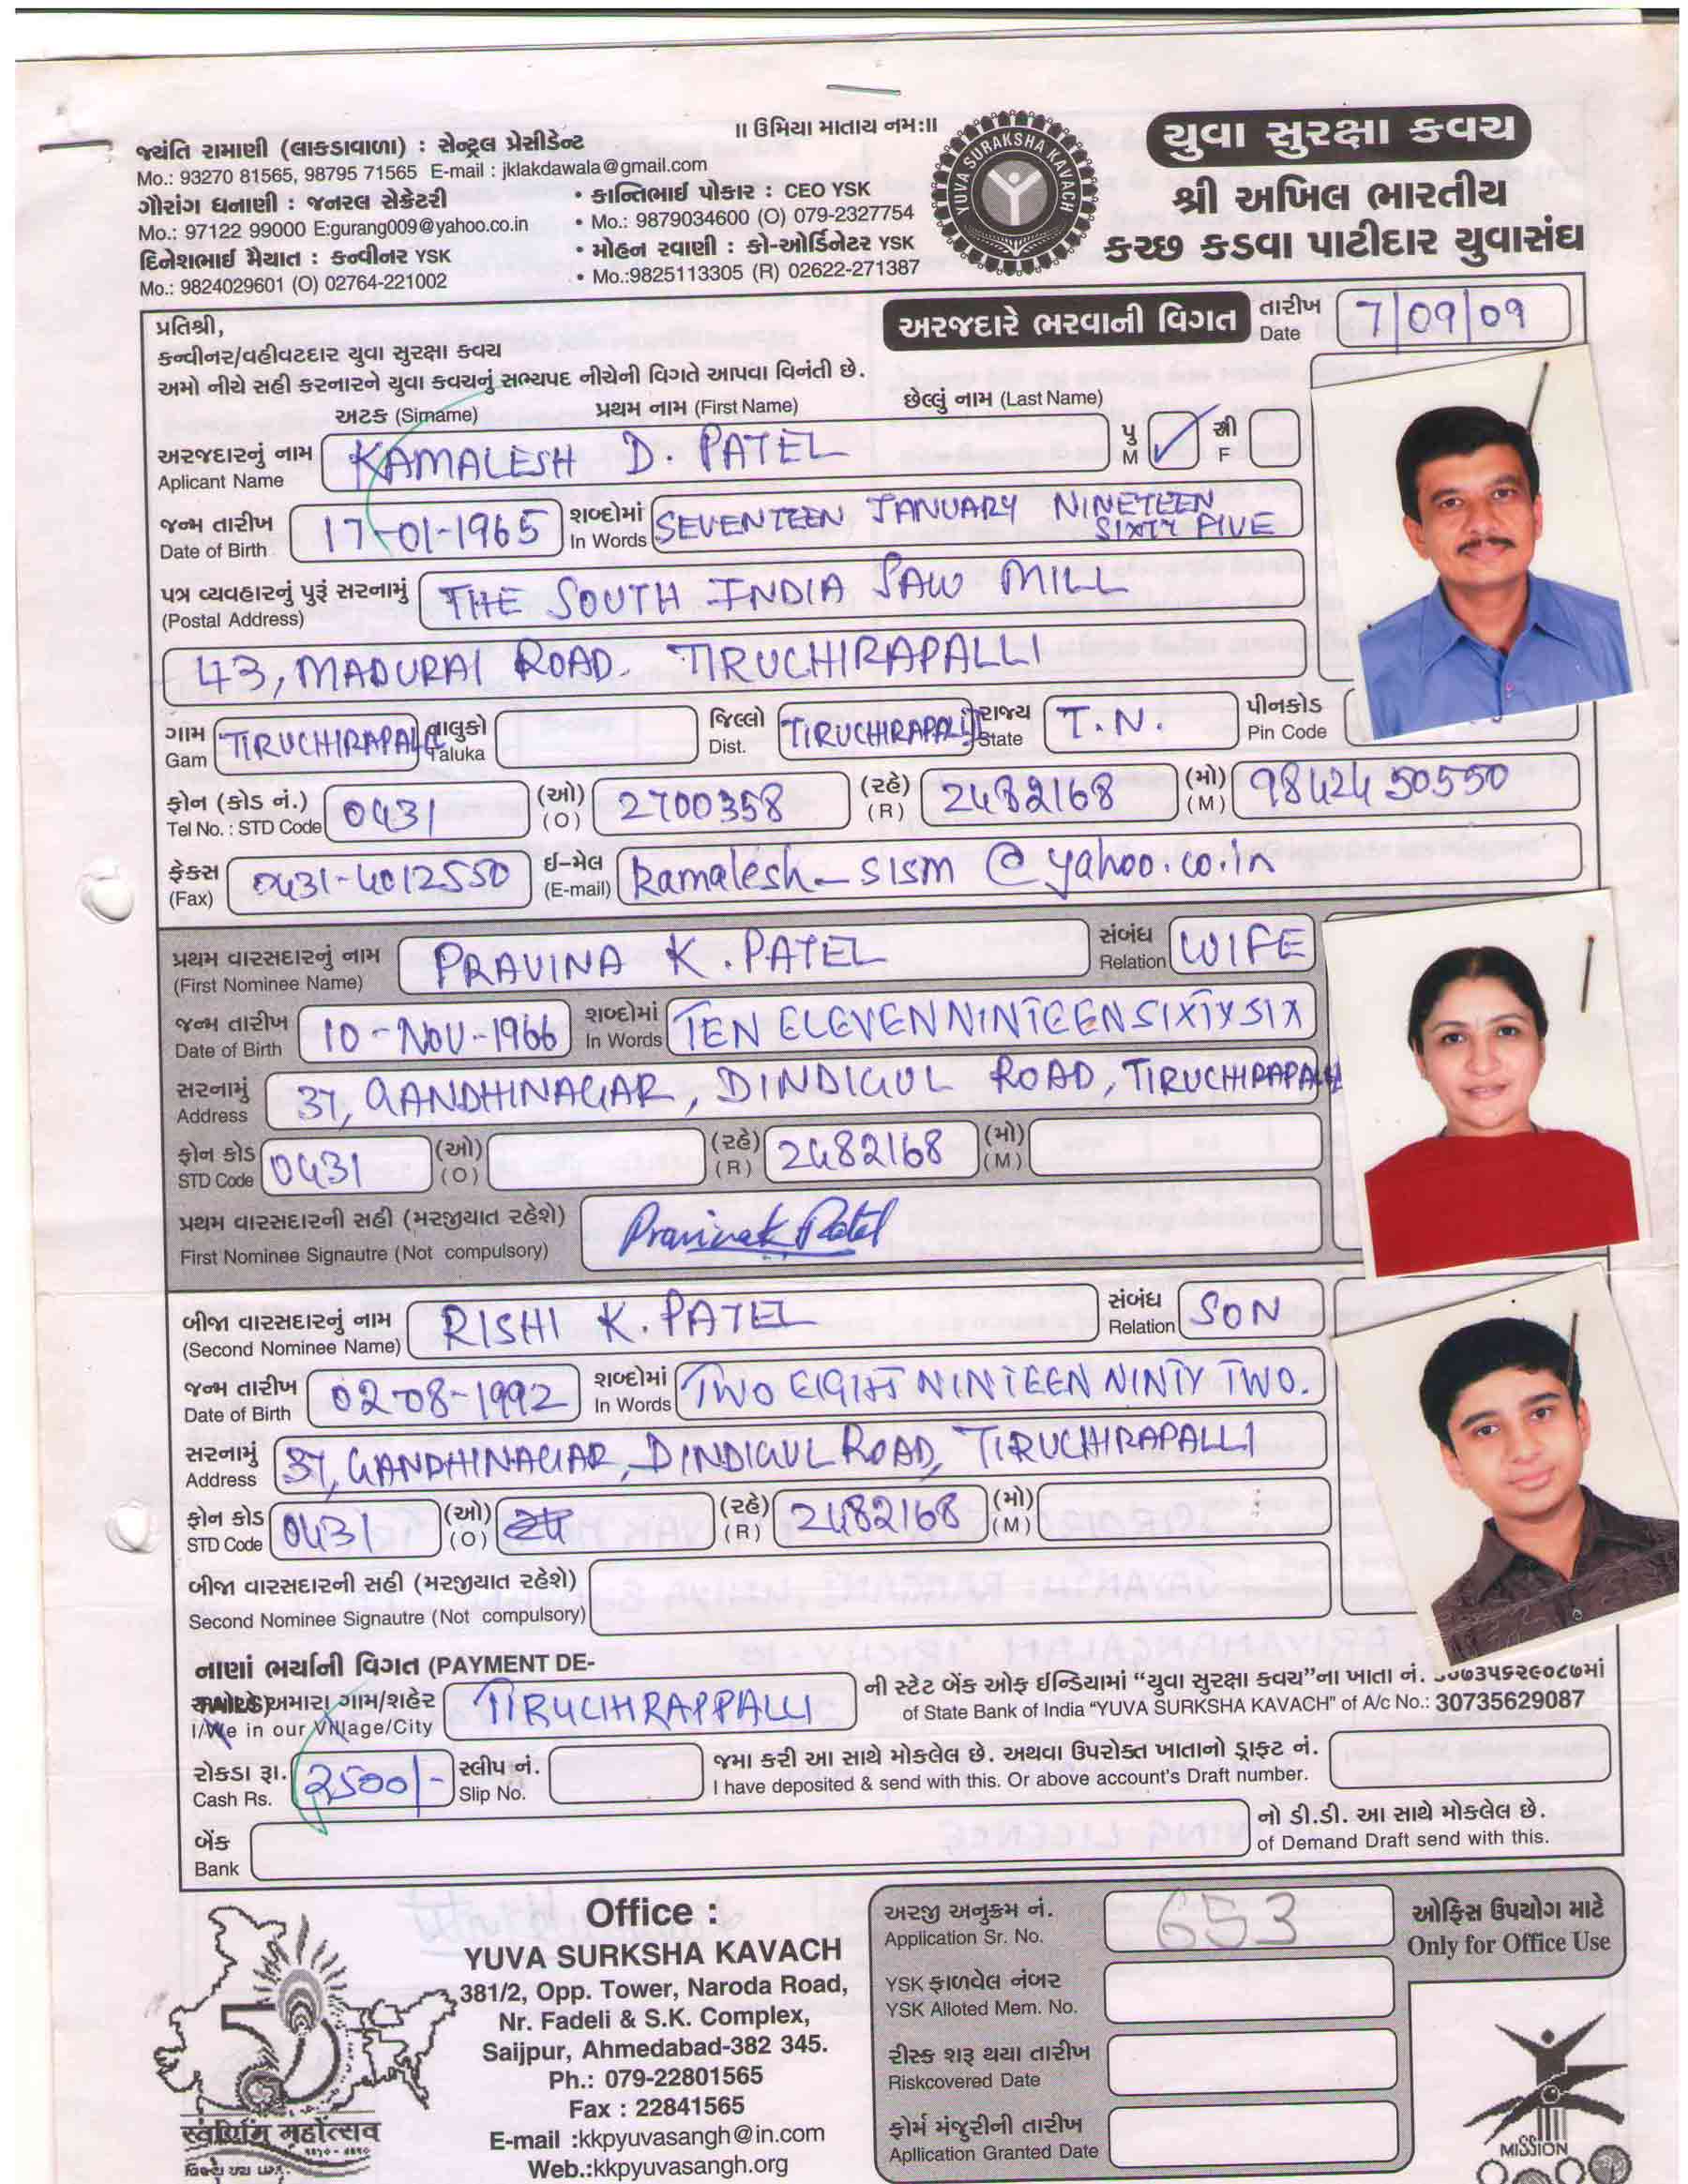 ॥ ઉમિયા માતાય નમઃ॥
જ્યંતિ રામાણી (લાકડાવાળા) : સેન્ટ્રલ પ્રેસીડેન્ટ
Mo.: 93270 81565, 98795 71565 E-mail : jklakdawala@gmail.com
ગૌરાંગ ધનાણી : જનરલ સેક્રેટરી
Mo.: 97122 99000 E:gurang009@yahoo.co.in
દિનેશભાઈ મૈયાત : કન્વીનર YSK
Mo.: 9824029601 (O) 02764-221002
• કાન્તિભાઈ પોકાર : CEO YSK
• Mo.: 9879034600 (O) 079-2327754
• મોહન રવાણી : કો-ઓર્ડિનેટર YSK
• Mo.:9825113305 (R) 02622-271387
YUVA SURAKSHA KAVACH
યુવા સુરક્ષા કવચ
શ્રી અખિલ ભારતીય
કચ્છ કડવા પાટીદાર યુવાસંઘ
અરજદારે ભરવાની વિગત
તારીખ 7/09/09
Date
પ્રતિશ્રી,
કન્વીનર/વહીવટદાર યુવા સુરક્ષા કવચ
અમો નીચે સહી કરનારને યુવા કવચનું સભ્યપદ નીચેની વિગતે આપવા વિનંતી છે.
અટક (Sirname) પ્રથમ નામ (First Name) છેલ્લું નામ (Last Name)
અરજદારનું નામ KAMALESH D. PATEL પુ સ્ત્રી
Aplicant Name M F
જન્મ તારીખ 17-01-1965 શબ્દોમાં SEVENTEEN JANUARY NINETEEN
Date of Birth In Words SIXTY FIVE
પત્ર વ્યવહારનું પુરૂં સરનામું THE SOUTH INDIA SAW MILL
(Postal Address)
43, MADURAI ROAD. TIRUCHIRAPALLI
ગામ TIRUCHIRAPALLI તાલુકો જિલ્લો TIRUCHIRAPALLI રાજ્ય T.N. પીનકોડ
Gam Taluka Dist. State Pin Code
ફોન (કોડ નં.) 0431 (ઓ) 2700358 (રહે) 2482168 (મો) 98424 50550
Tel No. : STD Code (O) (R) (M)
ફેક્સ 0431-4012550 ઈ-મેલ kamalesh_sism@yahoo.co.in
(Fax) (E-mail)
પ્રથમ વારસદારનું નામ PRAVINA K. PATEL સંબંધ WIFE
(First Nominee Name) Relation
જન્મ તારીખ 10-NOV-1966 શબ્દોમાં TEN ELEVEN NINTEEN SIXTY SIX
Date of Birth In Words
સરનામું 37, GANDHINAGAR, DINDIGUL ROAD, TIRUCHIRAPALLI
Address
ફોન કોડ 0431 (ઓ) (રહે) 2482168 (મો)
STD Code (O) (R) (M)
પ્રથમ વારસદારની સહી (મરજીયાત રહેશે) Pravinak Patel
First Nominee Signautre (Not compulsory)
બીજા વારસદારનું નામ RISHI K. PATEL સંબંધ SON
(Second Nominee Name) Relation
જન્મ તારીખ 02-08-1992 શબ્દોમાં TWO EIGHT NINTEEN NINTY TWO.
Date of Birth In Words
સરનામું 37, GANDHINAGAR, DINDIGUL ROAD, TIRUCHIRAPALLI
Address
ફોન કોડ 0431 (ઓ) (રહે) 2482168 (મો)
STD Code (O) (R) (M)
બીજા વારસદારની સહી (મરજીયાત રહેશે)
Second Nominee Signautre (Not compulsory)
નાણાં ભર્યાની વિગત (PAYMENT DE-
TAILS) અમારા ગામ/શહેર TIRUCHIRAPPALLI ની સ્ટેટ બેંક ઓફ ઈન્ડિયામાં “યુવા સુરક્ષા કવચ”ના ખાતા નં. ૩૦૭૩૫૬૨૯૦૮૭માં
I/We in our Village/City of State Bank of India “YUVA SURKSHA KAVACH” of A/c No.: 30735629087
રોકડા રૂા. 2500/- સ્લીપ નં. જમા કરી આ સાથે મોકલેલ છે. અથવા ઉપરોક્ત ખાતાનો ડ્રાફ્ટ નં.
Cash Rs. Slip No. I have deposited & send with this. Or above account's Draft number.
બેંક નો ડી.ડી. આ સાથે મોકલેલ છે.
Bank of Demand Draft send with this.
स्वर्णिम महोत्सव
Office :
YUVA SURKSHA KAVACH
381/2, Opp. Tower, Naroda Road,
Nr. Fadeli & S.K. Complex,
Saijpur, Ahmedabad-382 345.
Ph.: 079-22801565
Fax : 22841565
E-mail :kkpyuvasangh@in.com
Web.:kkpyuvasangh.org
અરજી અનુક્રમ નં. 653 ઓફિસ ઉપયોગ માટે
Application Sr. No. Only for Office Use
YSK ફાળવેલ નંબર
YSK Alloted Mem. No.
રીસ્ક શરૂ થયા તારીખ
Riskcovered Date
ફોર્મ મંજુરીની તારીખ
Apllication Granted Date
MISSION